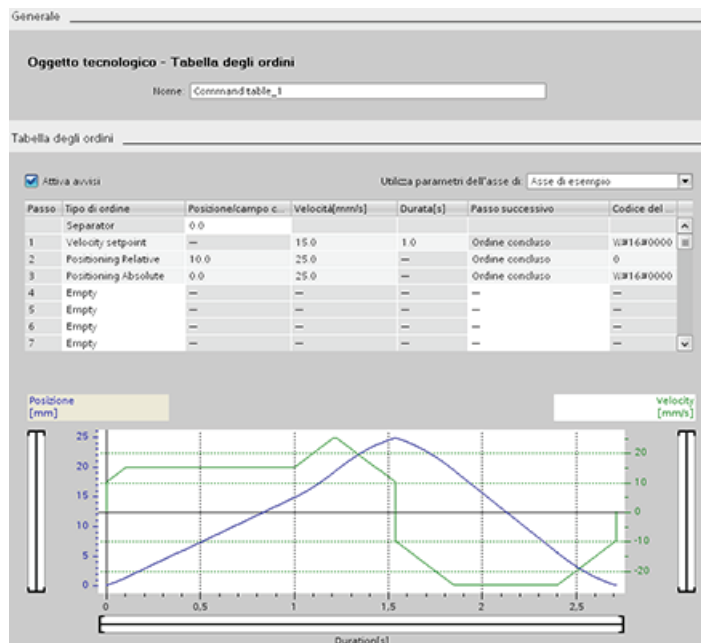 Generale
Oggetto tecnologico - Tabella degli ordini
Nome: Command table_1
Tabella degli ordini
Attiva avvisi Utilizza parametri dell'asse di: Asse di esempio
Passo Tipo di ordine Posizione/campo c... Velocità[mm/s] Durata[s] Passo successivo Codice del ...
Separator 0.0
1 Velocity setpoint — 15.0 1.0 Ordine concluso W#16#0000
2 Positioning Relative 10.0 25.0 — Ordine concluso 0
3 Positioning Absolute 0.0 25.0 — Ordine concluso W#16#0000
4 Empty — — — — —
5 Empty — — — — —
6 Empty — — — — —
7 Empty — — — — —
Posizione
[mm]
Velocity
[mm/s]
25
20 20
15 10
10 0
5 -10
0 -20
0 0,5 1 1,5 2 2,5
Duration[s]